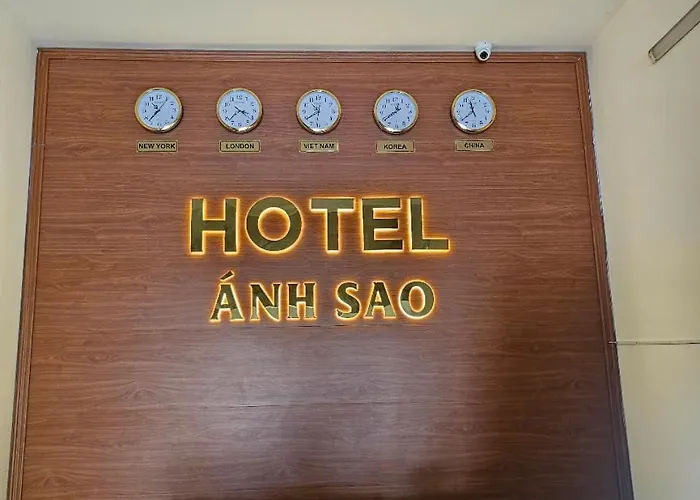 NEW YORK
LONDON
VIET NAM
KOREA
CHINA
HOTEL
ÁNH SAO